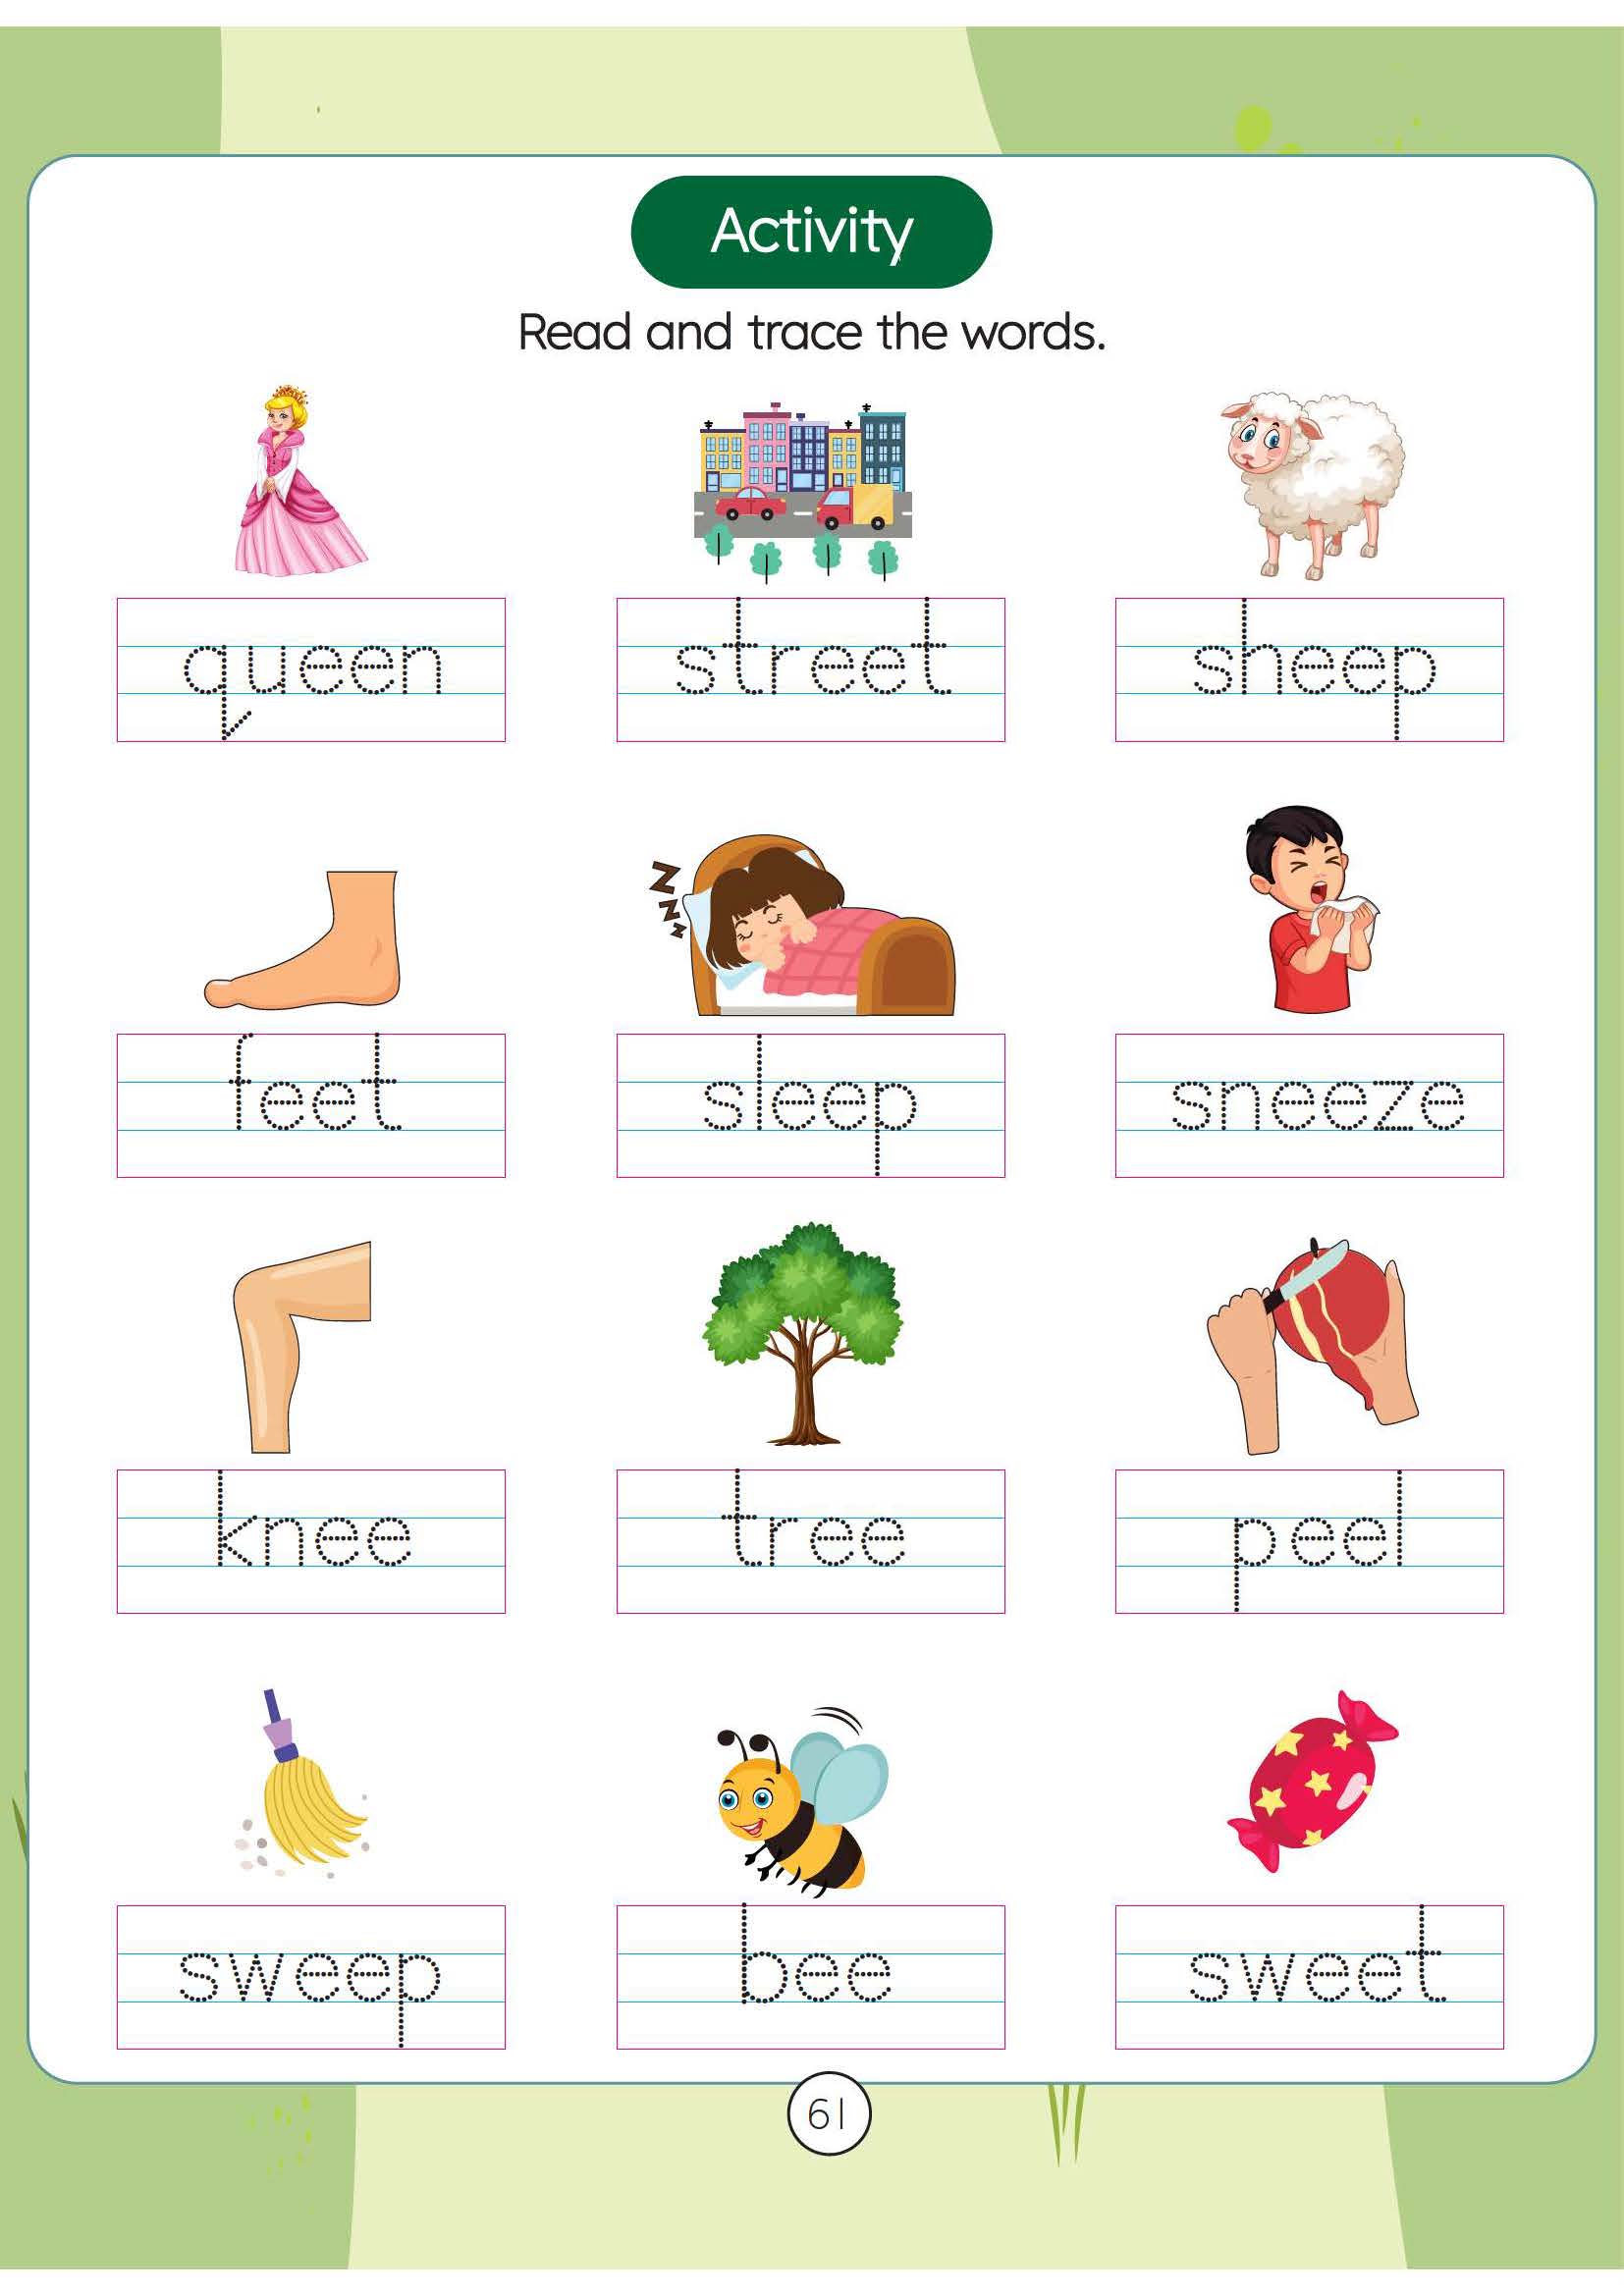 Activity
Read and trace the words.
queen street sheep
z
z
z
feet sleep sneeze
knee tree peel
sweep bee sweet
61